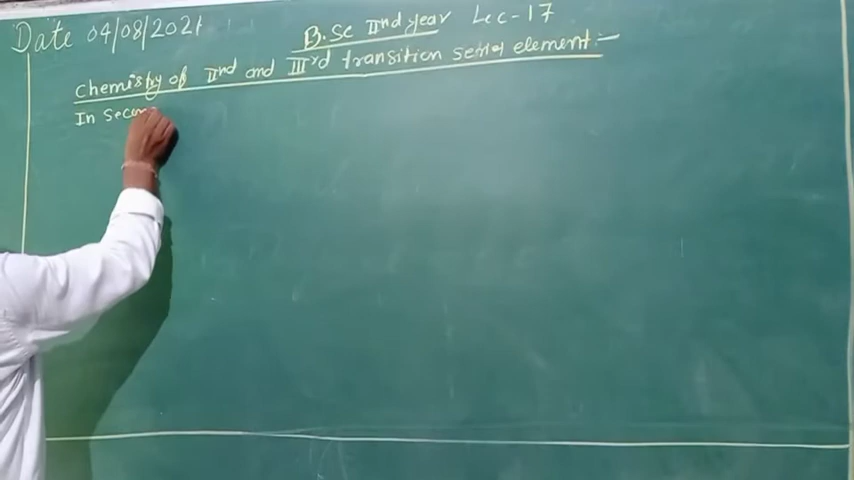 Date 04/08/2021
B.Sc IInd year Lec-17
Chemistry of IInd and IIIrd transition series element:-
In Secon